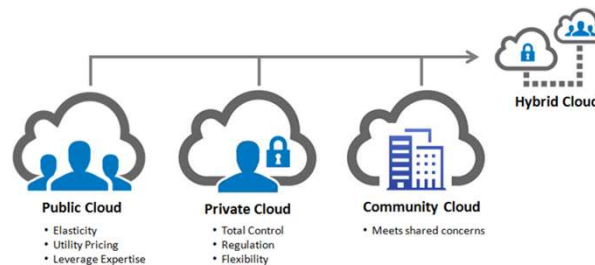 Hybrid Cloud
Public Cloud
• Elasticity
• Utility Pricing
• Leverage Expertise
Private Cloud
• Total Control
• Regulation
• Flexibility
Community Cloud
• Meets shared concerns